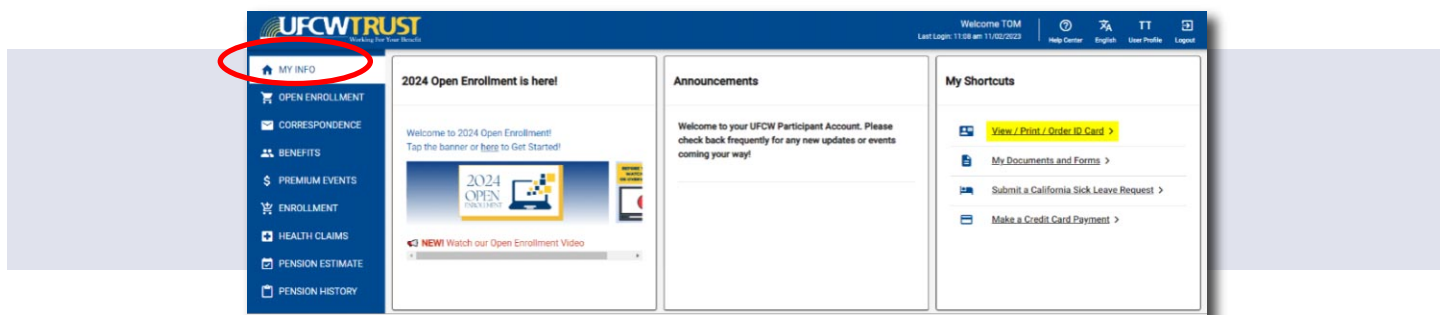 UFCWTRUST
Working For Your Benefit
Welcome TOM
Last Login: 11:08 am 11/02/2023
Help Center
English
TT
User Profile
Logout
MY INFO
OPEN ENROLLMENT
CORRESPONDENCE
BENEFITS
PREMIUM EVENTS
ENROLLMENT
HEALTH CLAIMS
PENSION ESTIMATE
PENSION HISTORY
2024 Open Enrollment is here!
Welcome to 2024 Open Enrollment!
Tap the banner or here to Get Started!
2024
OPEN
ENROLLMENT
NEW! Watch our Open Enrollment Video
Announcements
Welcome to your UFCW Participant Account. Please
check back frequently for any new updates or events
coming your way!
My Shortcuts
View / Print / Order ID Card >
My Documents and Forms >
Submit a California Sick Leave Request >
Make a Credit Card Payment >